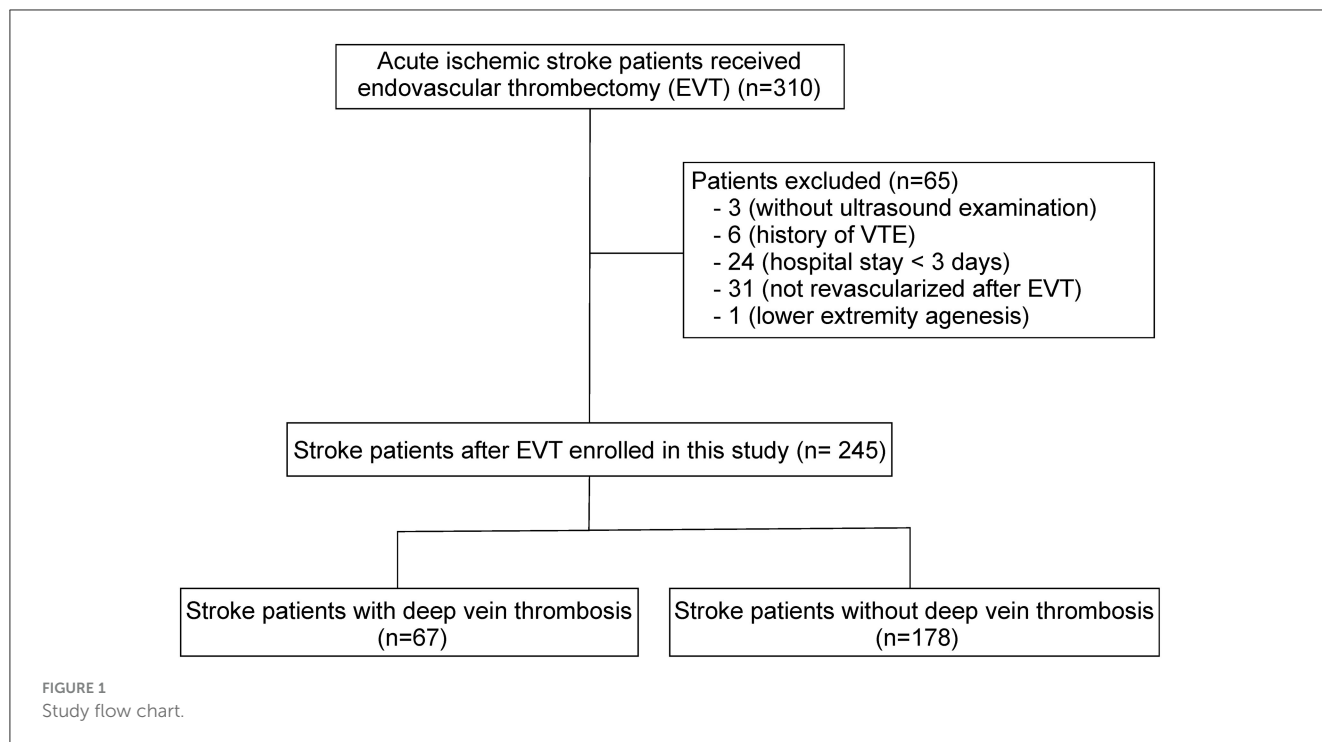 Acute ischemic stroke patients received
endovascular thrombectomy (EVT) (n=310)
Patients excluded (n=65)
- 3 (without ultrasound examination)
- 6 (history of VTE)
- 24 (hospital stay < 3 days)
- 31 (not revascularized after EVT)
- 1 (lower extremity agenesis)
Stroke patients after EVT enrolled in this study (n= 245)
Stroke patients with deep vein thrombosis
(n=67)
Stroke patients without deep vein thrombosis
(n=178)
FIGURE 1
Study flow chart.